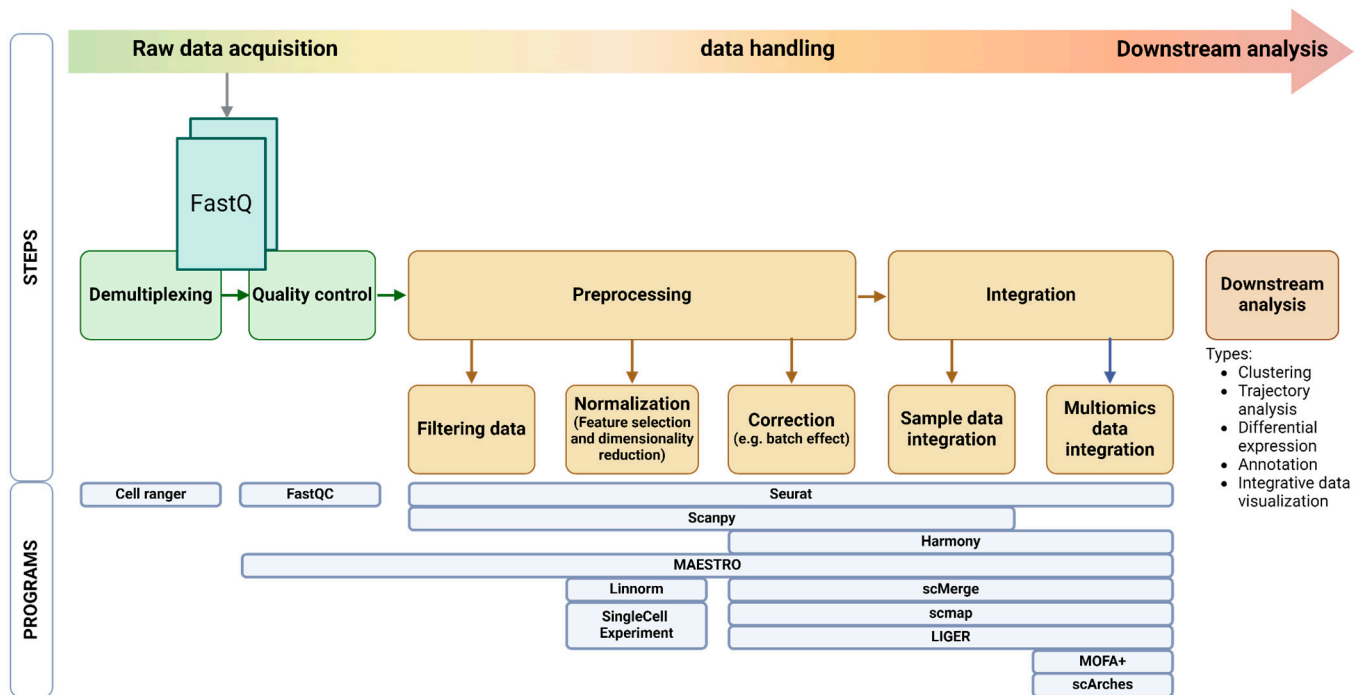 Raw data acquisition
data handling
Downstream analysis
FastQ
STEPS
Demultiplexing
Quality control
Preprocessing
Integration
Downstream
analysis
Types:
• Clustering
• Trajectory
analysis
• Differential
expression
• Annotation
• Integrative data
visualization
Filtering data
Normalization
(Feature selection
and dimensionality
reduction)
Correction
(e.g. batch effect)
Sample data
integration
Multiomics
data
integration
PROGRAMS
Cell ranger
FastQC
Seurat
Scanpy
Harmony
MAESTRO
Linnorm
scMerge
SingleCell
Experiment
scmap
LIGER
MOFA+
scArches